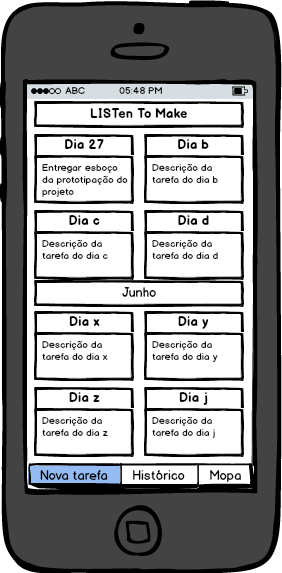 ABC 05:48 PM
LISTen To Make
Dia 27
Entregar esboço
da prototipação do
projeto
Dia b
Descrição da
tarefa do dia b
Dia c
Descrição da
tarefa do dia c
Dia d
Descrição da
tarefa do dia d
Junho
Dia x
Descrição da
tarefa do dia x
Dia y
Descrição da
tarefa do dia y
Dia z
Descrição da
tarefa do dia z
Dia j
Descrição da
tarefa do dia j
Nova tarefa Histórico Mapa